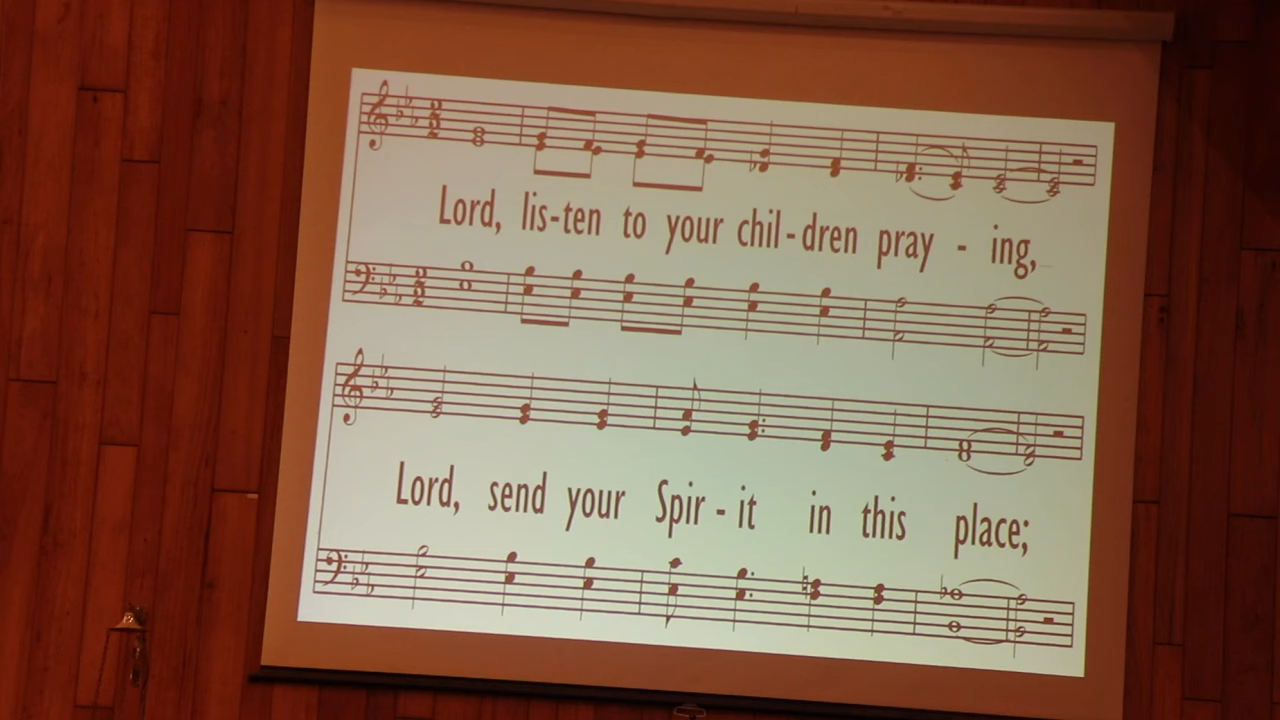 Lord, lis-ten to your chil-dren pray - ing,
Lord, send your Spir-it in this place;